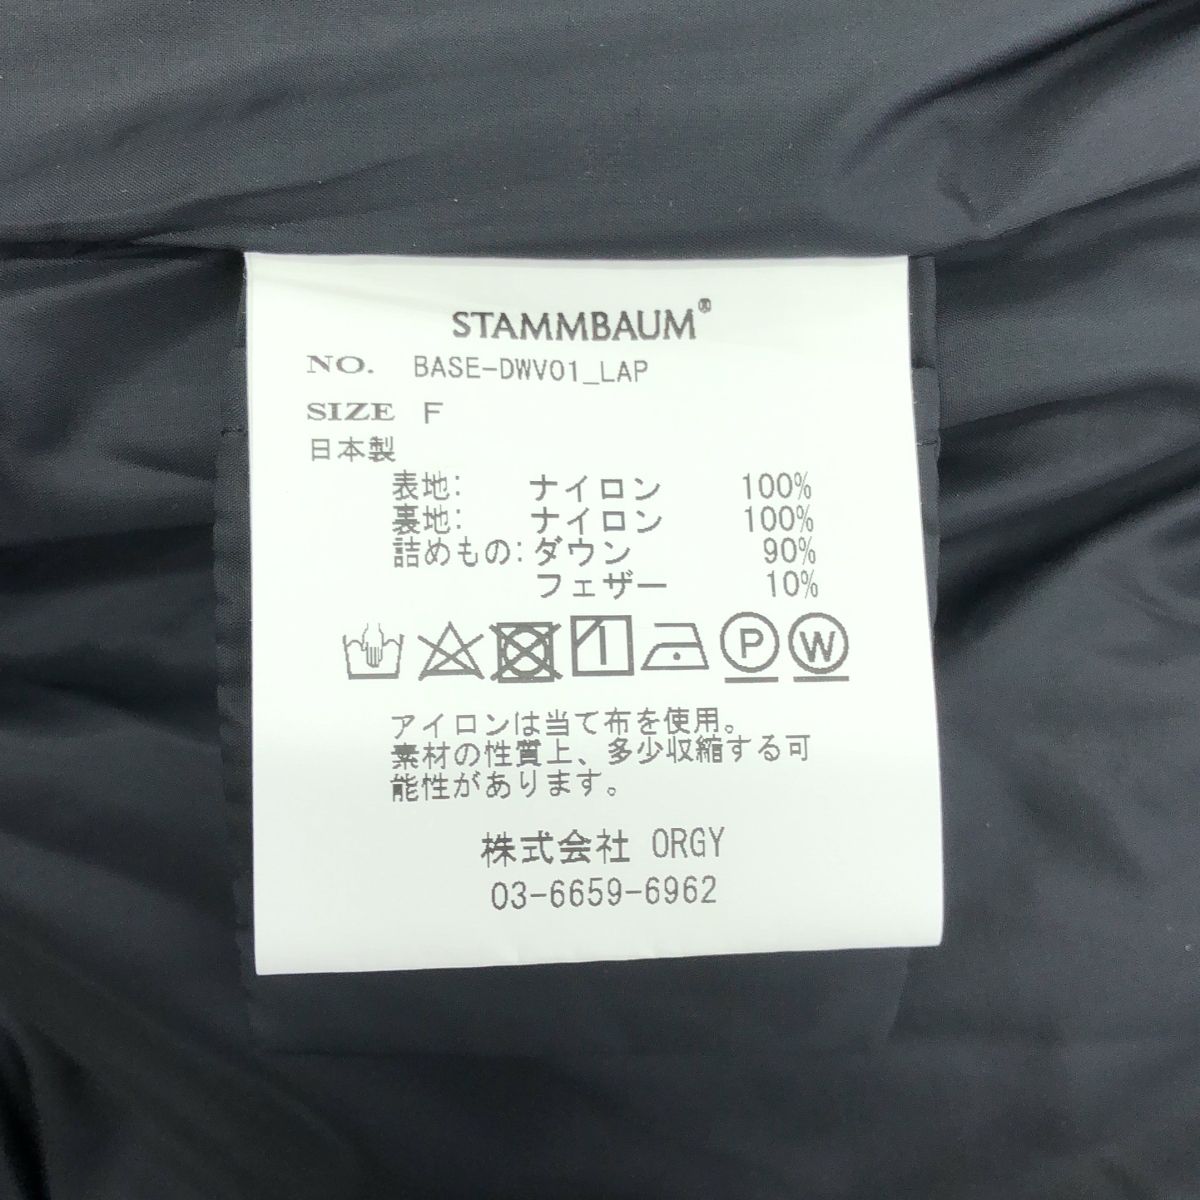 STAMMBAUM®
NO. BASE-DWV01_LAP
SIZE F
日本製
表地: ナイロン 100%
裏地: ナイロン 100%
詰めもの: ダウン 90%
フェザー 10%
P W
アイロンは当て布を使用。
素材の性質上、多少収縮する可
能性があります。
株式会社 ORGY
03-6659-6962